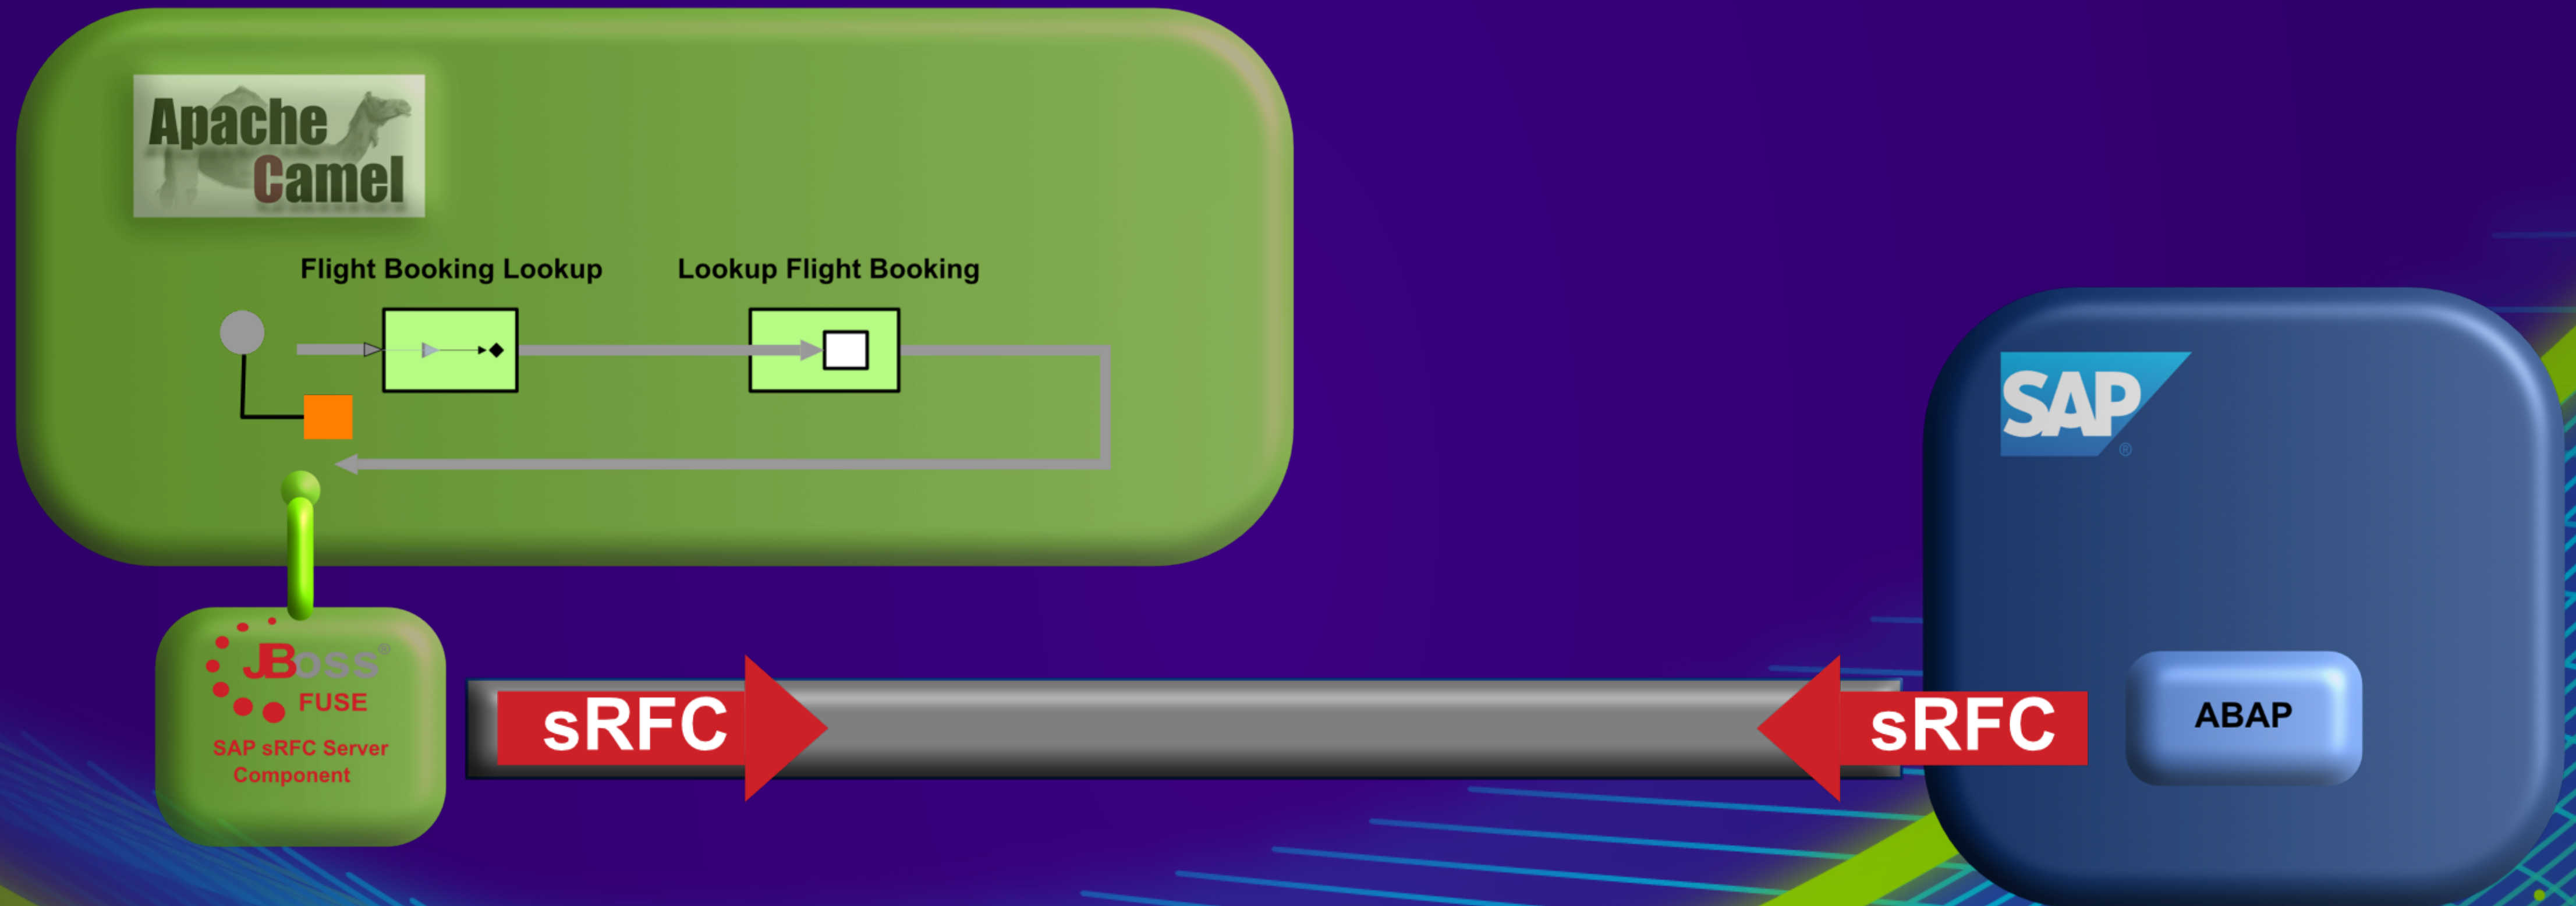 Apache
Camel
Flight Booking Lookup
Lookup Flight Booking
SAP
®
JBoss®
FUSE
SAP sRFC Server
Component
sRFC
sRFC
ABAP